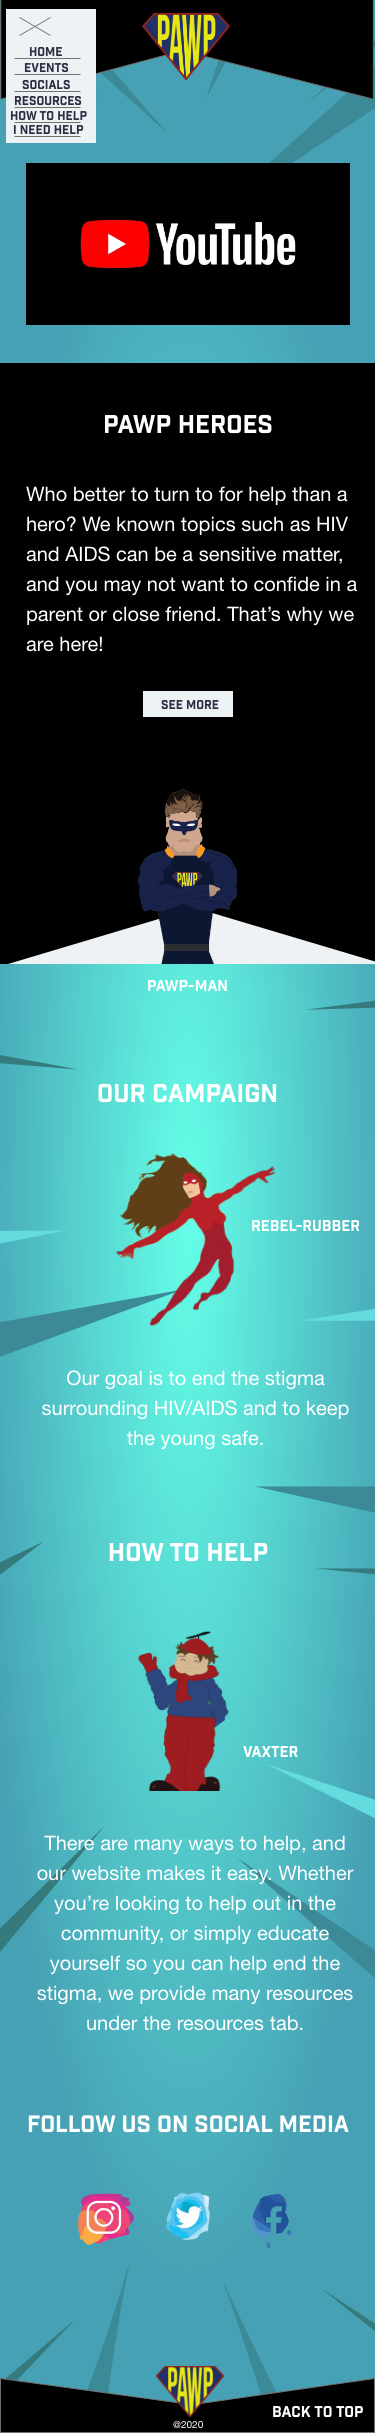 PAWP
HOME
EVENTS
SOCIALS
RESOURCES
HOW TO HELP
I NEED HELP
YouTube
PAWP HEROES
Who better to turn to for help than a
hero? We known topics such as HIV
and AIDS can be a sensitive matter,
and you may not want to confide in a
parent or close friend. That’s why we
are here!
SEE MORE
PAWP
PAWP-MAN
OUR CAMPAIGN
REBEL-RUBBER
Our goal is to end the stigma
surrounding HIV/AIDS and to keep
the young safe.
HOW TO HELP
VAXTER
There are many ways to help, and
our website makes it easy. Whether
you’re looking to help out in the
community, or simply educate
yourself so you can help end the
stigma, we provide many resources
under the resources tab.
FOLLOW US ON SOCIAL MEDIA
PAWP
BACK TO TOP
@2020